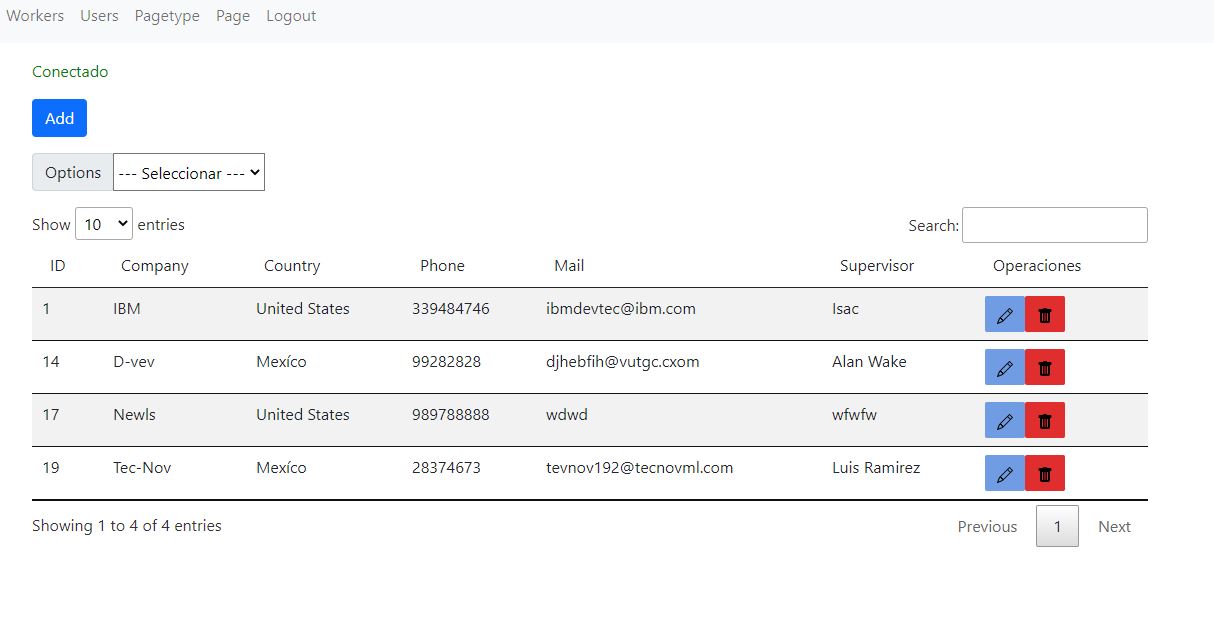 Workers Users Pagetype Page Logout
Conectado
Add
Options --- Seleccionar ---
Show 10 entries Search:
ID Company Country Phone Mail Supervisor Operaciones
1 IBM United States 339484746 ibmdevtec@ibm.com Isac
14 D-vev Mexíco 99282828 djhebfih@vutgc.cxom Alan Wake
17 Newls United States 989788888 wdwd wfwfw
19 Tec-Nov Mexíco 28374673 tevnov192@tecnovml.com Luis Ramirez
Showing 1 to 4 of 4 entries Previous 1 Next